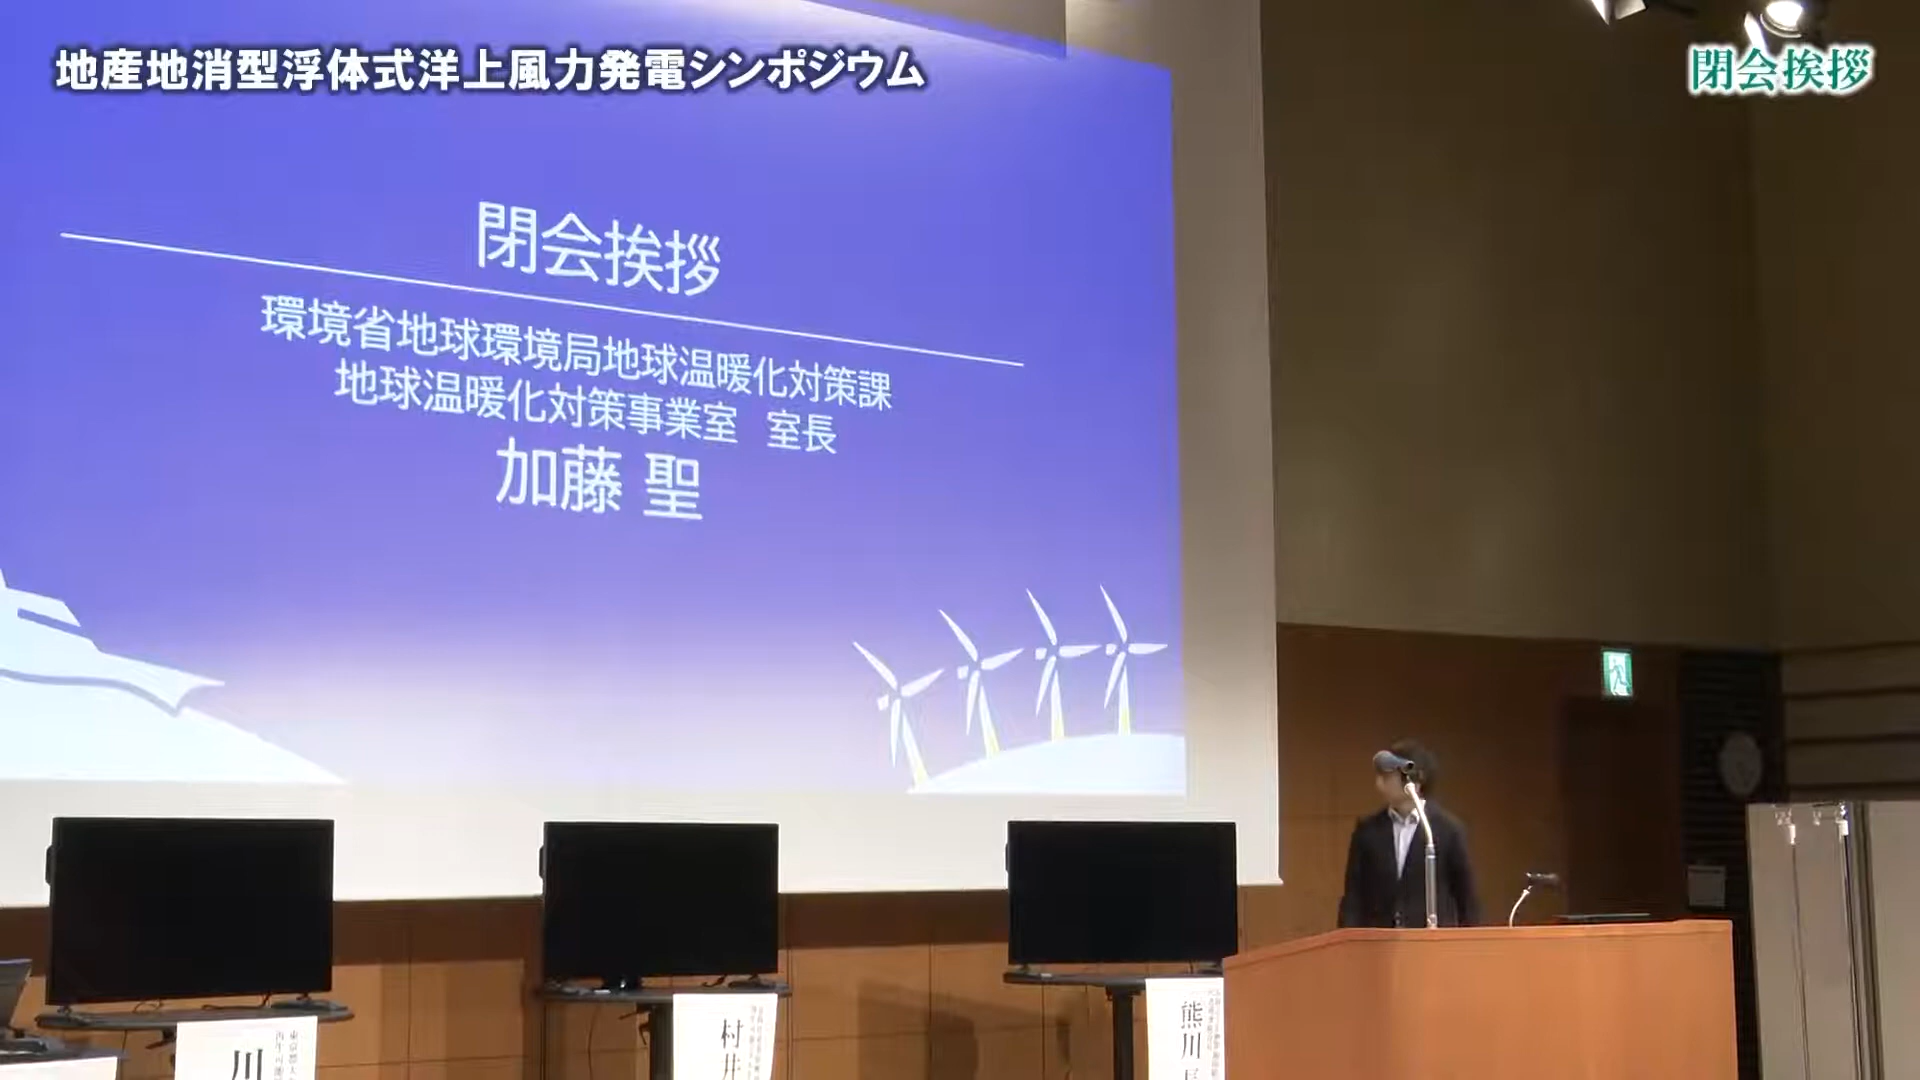 地産地消型浮体式洋上風力発電シンポジウム
閉会挨拶
閉会挨拶
環境省地球環境局地球温暖化対策課
地球温暖化対策事業室 室長
加藤 聖
川
村井
熊川